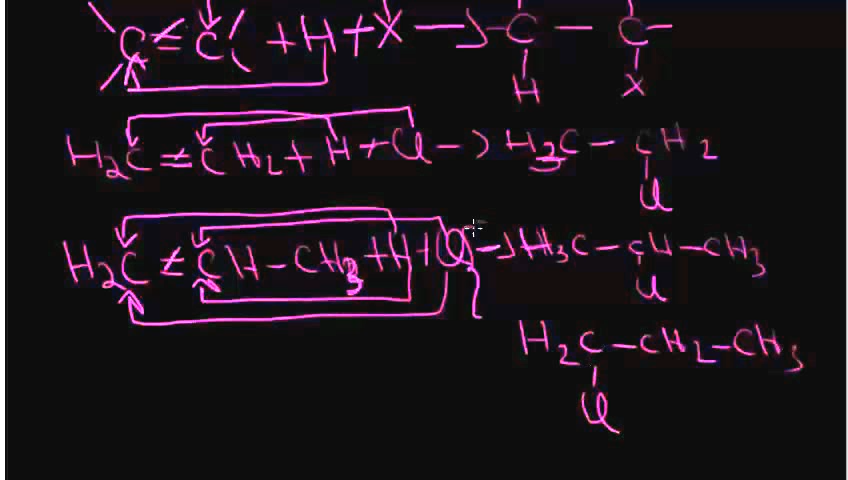 C = C + H + X → C — C
H X
H2C = CH2 + H + Cl → H3C — CH2
Cl
H2C = CH — CH3 + H + Cl → H3C — CH — CH3
Cl
H2C — CH2 — CH3
Cl